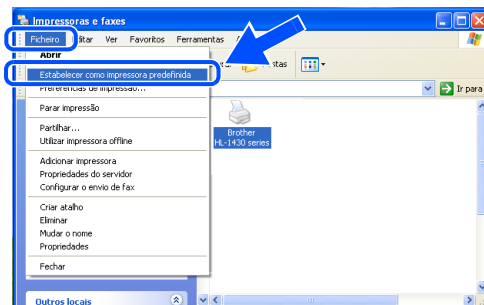 Impressoras e faxes
Ficheiro Editar Ver Favoritos Ferramentas
Abrir
Estabelecer como impressora predefinida
Preferências de impressão...
Ir para
Parar impressão
Partilhar...
Utilizar impressora offline
Brother
HL-1430 series
Adicionar impressora
Propriedades do servidor
Configurar o envio de fax
Criar atalho
Eliminar
Mudar o nome
Propriedades
Fechar
Outros locais